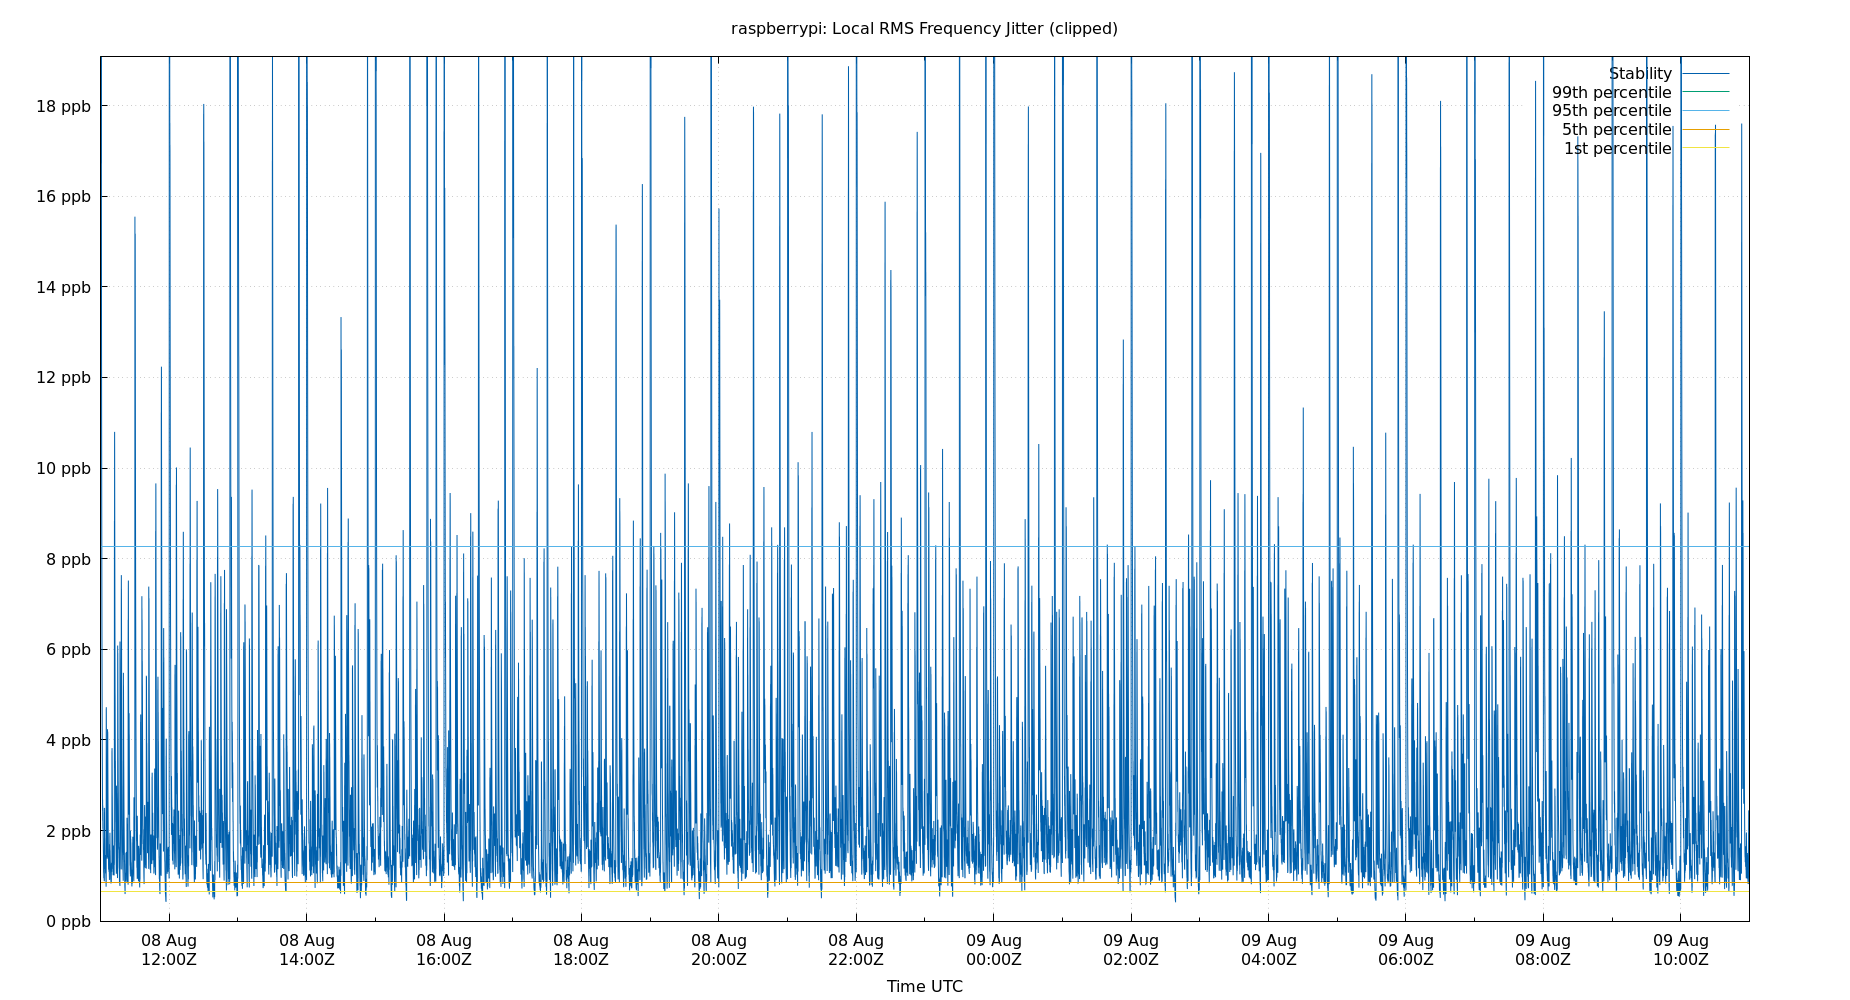 raspberrypi: Local RMS Frequency Jitter (clipped)
Stability
99th percentile
95th percentile
5th percentile
1st percentile
18 ppb
16 ppb
14 ppb
12 ppb
10 ppb
8 ppb
6 ppb
4 ppb
2 ppb
0 ppb
08 Aug 08 Aug 08 Aug 08 Aug 08 Aug 08 Aug 09 Aug 09 Aug 09 Aug 09 Aug 09 Aug 09 Aug
12:00Z 14:00Z 16:00Z 18:00Z 20:00Z 22:00Z 00:00Z 02:00Z 04:00Z 06:00Z 08:00Z 10:00Z
Time UTC